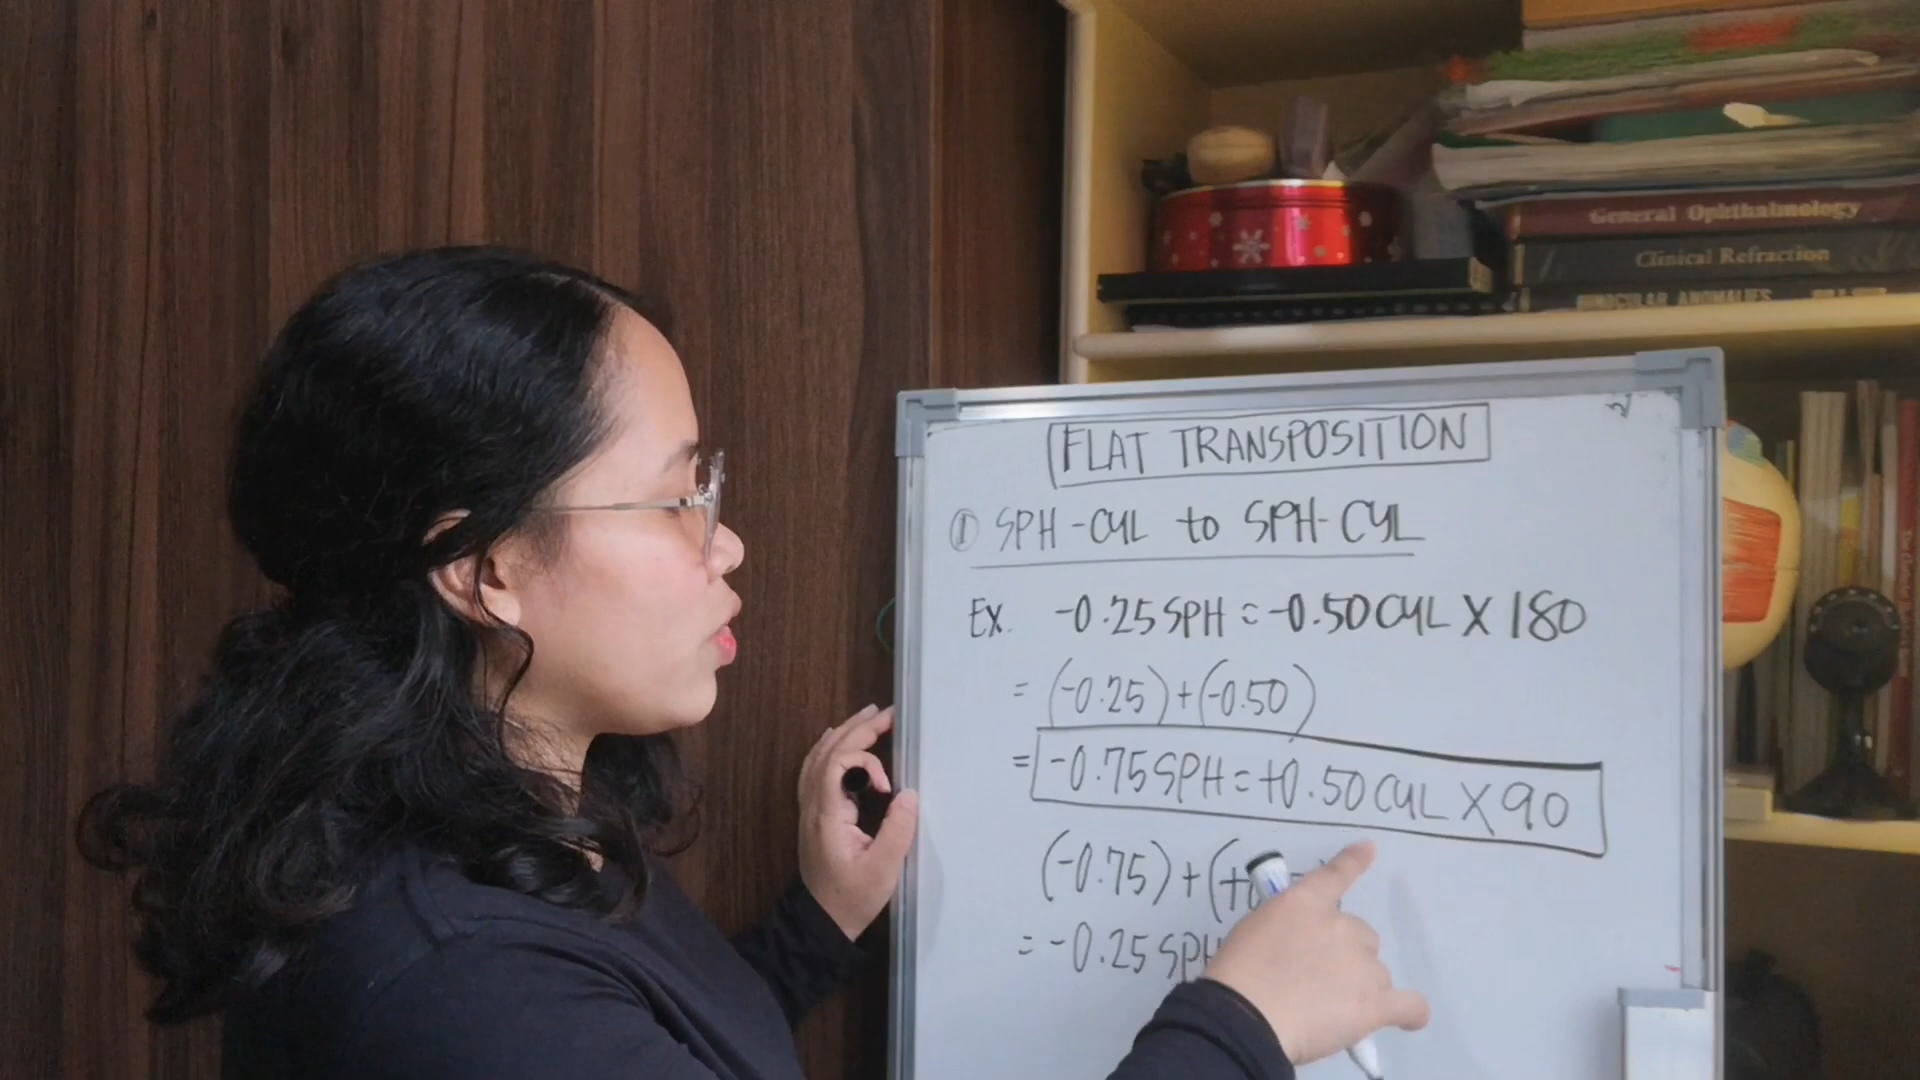 General Ophthalmology
Clinical Refraction
FLAT TRANSPOSITION
① SPH-CYL to SPH-CYL
Ex. -0.25 SPH = -0.50 CYL X 180
= (-0.25) + (-0.50)
= -0.75 SPH = +0.50 CYL X 90
(-0.75) + (+0
= -0.25 SPH